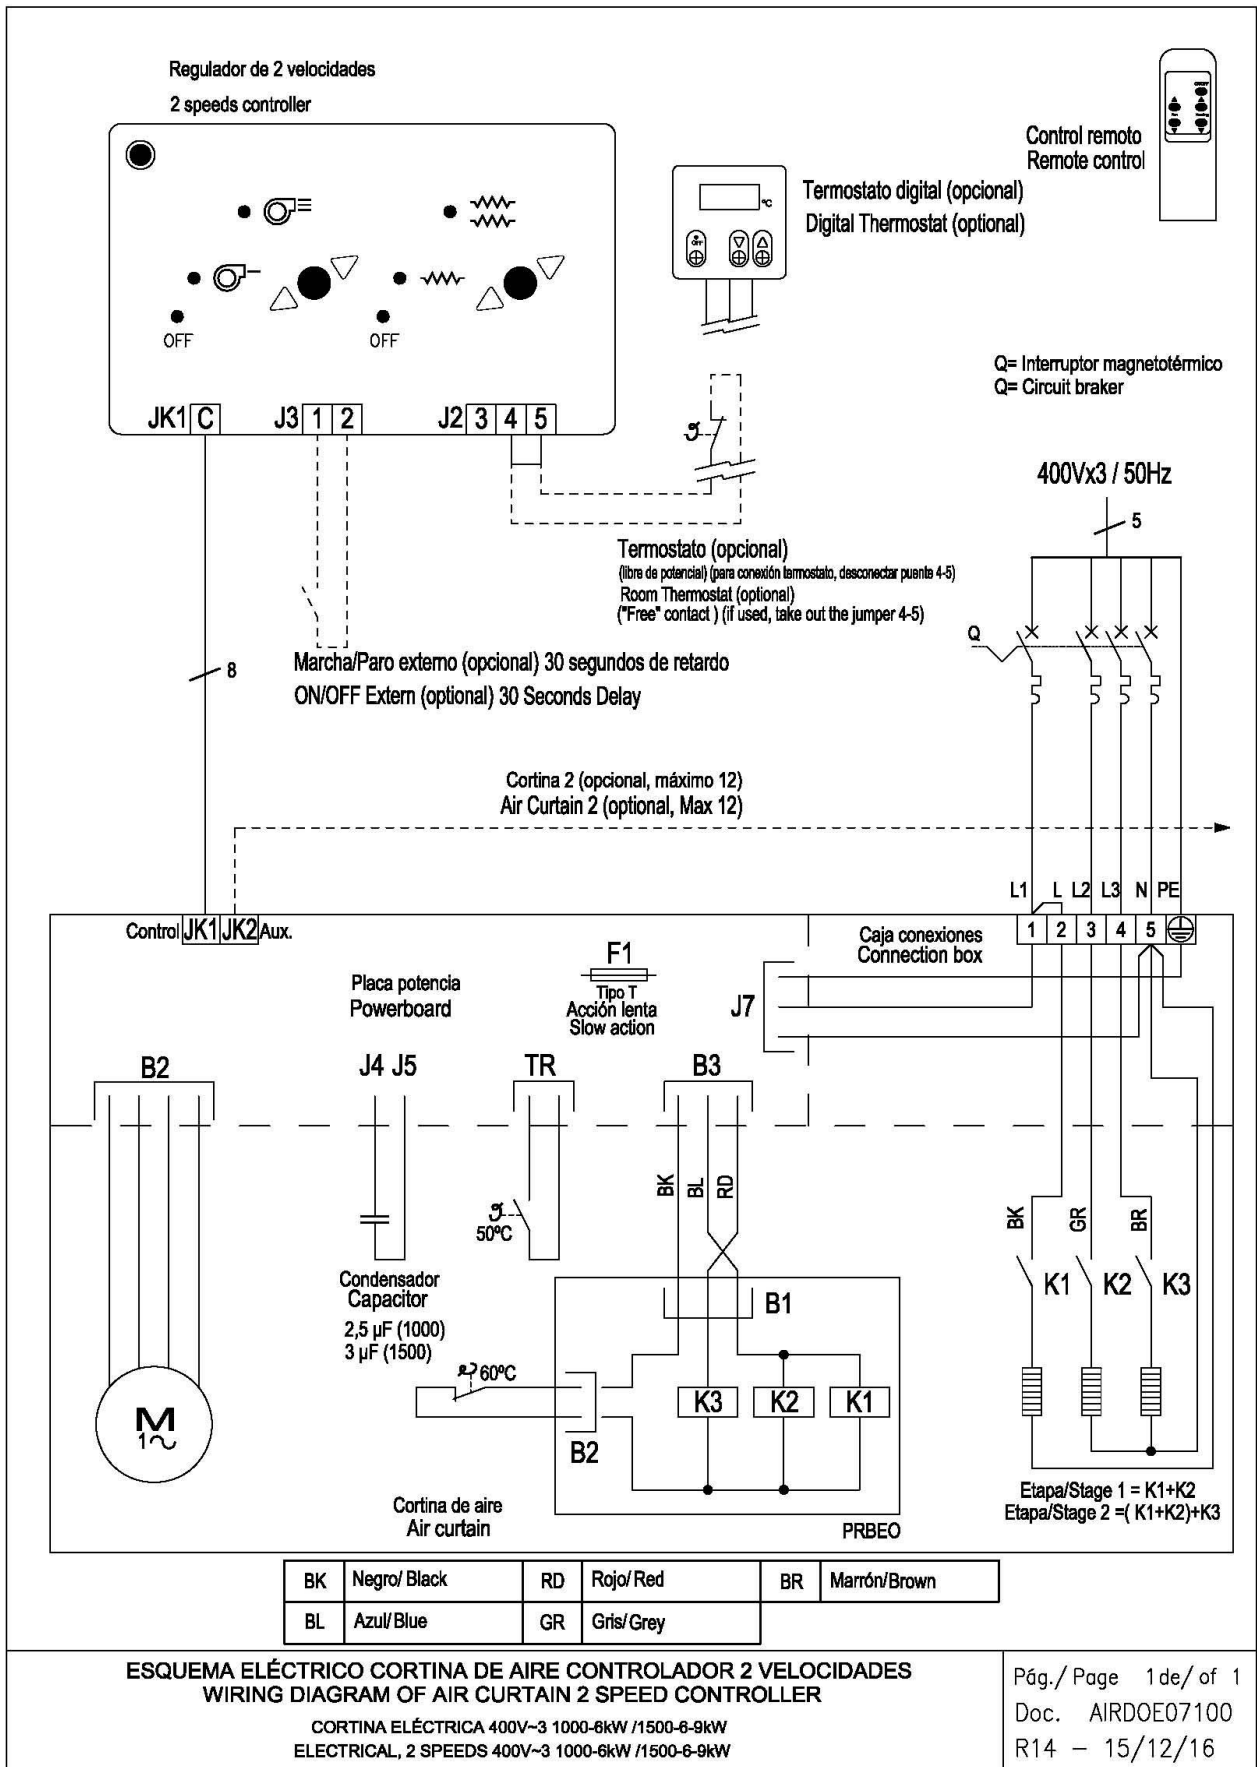 Regulador de 2 velocidades
2 speeds controller
OFF
OFF
JK1 C
J3 1 2
J2 3 4 5
°C
OFF
Termostato digital (opcional)
Digital Thermostat (optional)
Control remoto
Remote control
ON/OFF
Q= Interruptor magnetotérmico
Q= Circuit braker
400Vx3 / 50Hz
5
Termostato (opcional)
(libre de potencial) (para conexión termostato, desconectar puente 4-5)
Room Thermostat (optional)
("Free" contact ) (if used, take out the jumper 4-5)
Q
8
Marcha/Paro externo (opcional) 30 segundos de retardo
ON/OFF Extern (optional) 30 Seconds Delay
Cortina 2 (opcional, máximo 12)
Air Curtain 2 (optional, Max 12)
L1 L L2 L3 N PE
Control JK1 JK2 Aux.
Caja conexiones
Connection box
1 2 3 4 5
F1
Tipo T
Acción lenta
Slow action
Placa potencia
Powerboard
J7
B2
J4 J5
TR
B3
BK
BL
RD
BK
GR
BR
50ºC
K1 K2 K3
Condensador
Capacitor
2,5 µF (1000)
3 µF (1500)
B1
60ºC
K3 K2 K1
M
1~
B2
Cortina de aire
Air curtain
PRBEO
Etapa/Stage 1 = K1+K2
Etapa/Stage 2 =( K1+K2)+K3
BK Negro/ Black RD Rojo/ Red BR Marrón/Brown
BL Azul/ Blue GR Gris/ Grey
ESQUEMA ELÉCTRICO CORTINA DE AIRE CONTROLADOR 2 VELOCIDADES
WIRING DIAGRAM OF AIR CURTAIN 2 SPEED CONTROLLER
CORTINA ELÉCTRICA 400V~3 1000-6kW /1500-6-9kW
ELECTRICAL, 2 SPEEDS 400V~3 1000-6kW /1500-6-9kW
Pág./ Page 1 de/ of 1
Doc. AIRDOE07100
R14 - 15/12/16